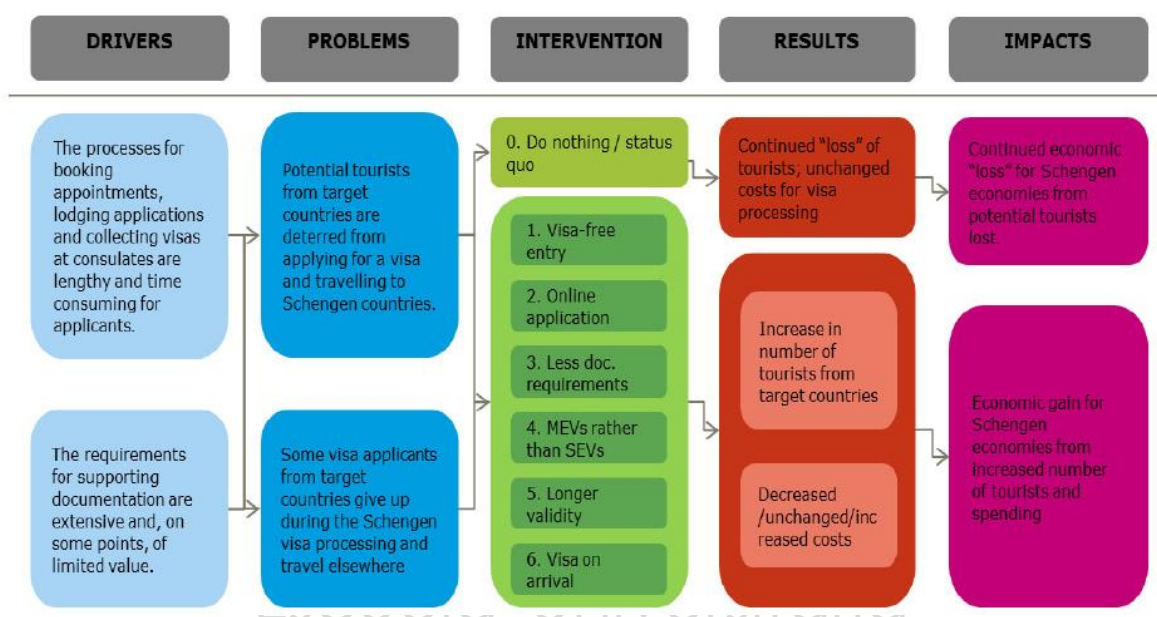 DRIVERS
PROBLEMS
INTERVENTION
RESULTS
IMPACTS
The processes for
booking
appointments,
lodging applications
and collecting visas
at consulates are
lengthy and time
consuming for
applicants.
The requirements
for supporting
documentation are
extensive and, on
some points, of
limited value.
Potential tourists
from target
countries are
deterred from
applying for a visa
and travelling to
Schengen countries.
Some visa applicants
from target
countries give up
during the Schengen
visa processing and
travel elsewhere
0. Do nothing / status
quo
1. Visa-free
entry
2. Online
application
3. Less doc.
requirements
4. MEVs rather
than SEVs
5. Longer
validity
6. Visa on
arrival
Continued “loss” of
tourists; unchanged
costs for visa
processing
Increase in
number of
tourists from
target countries
Decreased
/unchanged/inc
reased costs
Continued economic
“loss” for Schengen
economies from
potential tourists
lost.
Economic gain for
Schengen
economies from
increased number
of tourists and
spending